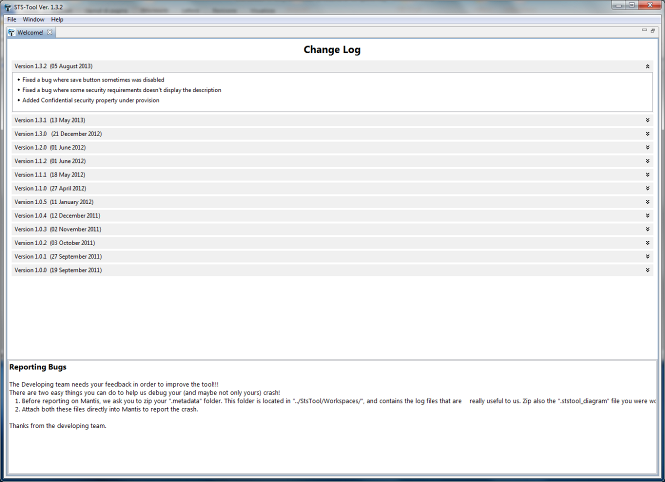 STS-Tool Ver. 1.3.2
File Window Help
Welcome!
Change Log
Version 1.3.2 (05 August 2013)
• Fixed a bug where save button sometimes was disabled
• Fixed a bug where some security requirements doesn't display the description
• Added Confidential security property under provision
Version 1.3.1 (13 May 2013)
Version 1.3.0 (21 December 2012)
Version 1.2.0 (01 June 2012)
Version 1.1.2 (01 June 2012)
Version 1.1.1 (18 May 2012)
Version 1.1.0 (27 April 2012)
Version 1.0.5 (11 January 2012)
Version 1.0.4 (12 December 2011)
Version 1.0.3 (02 November 2011)
Version 1.0.2 (03 October 2011)
Version 1.0.1 (27 September 2011)
Version 1.0.0 (19 September 2011)
Reporting Bugs
The Developing team needs your feedback in order to improve the tool!!!
There are two easy things you can do to help us debug your (and maybe not only yours) crash!
1. Before reporting on Mantis, we ask you to zip your ".metadata" folder. This folder is located in "../StsTool/Workspaces/", and contains the log files that are really useful to us. Zip also the ".ststool_diagram" file you were wo
2. Attach both these files directly into Mantis to report the crash.
Thanks from the developing team.